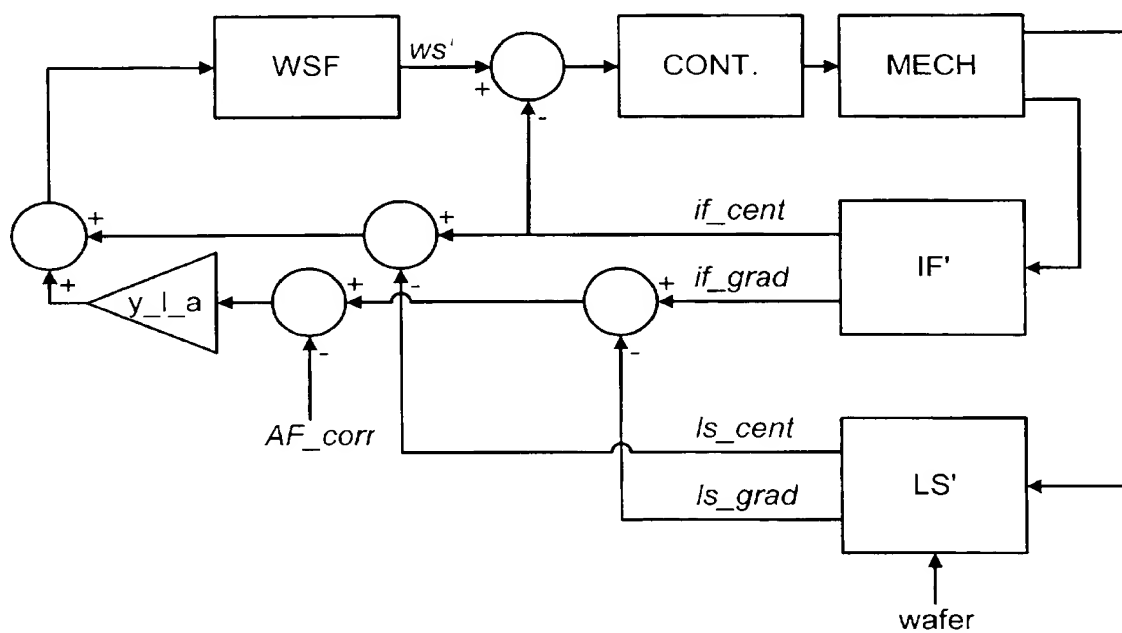 WSF
ws'
+
-
CONT.
MECH
+
+
+
-
if_cent
if_grad
IF'
y_l_a
+
-
+
-
AF_corr
ls_cent
ls_grad
LS'
wafer